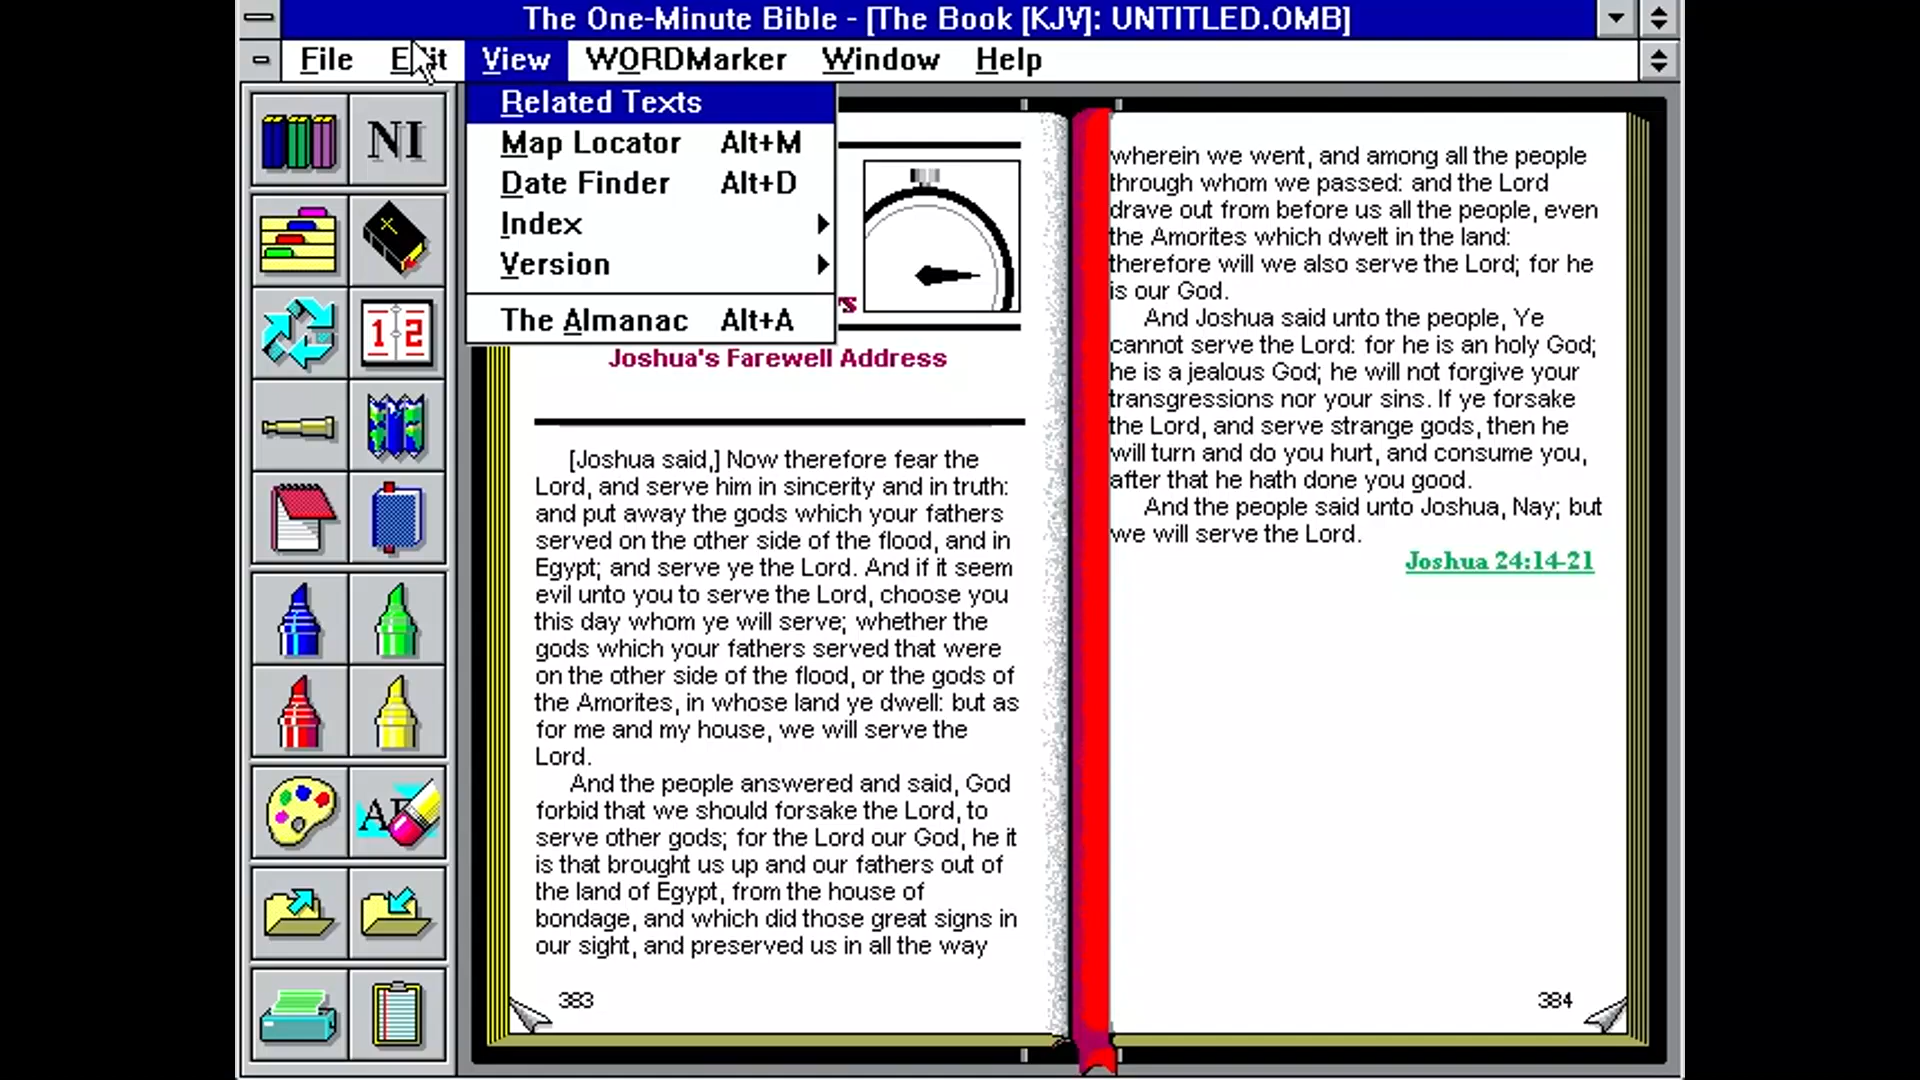 The One-Minute Bible - [The Book [KJV]: UNTITLED.OMB]
File Edit View WORDMarker Window Help
Related Texts
Map Locator Alt+M
Date Finder Alt+D
Index
Version
The Almanac Alt+A
NI
1 2
Joshua's Farewell Address
[Joshua said,] Now therefore fear the
Lord, and serve him in sincerity and in truth:
and put away the gods which your fathers
served on the other side of the flood, and in
Egypt; and serve ye the Lord. And if it seem
evil unto you to serve the Lord, choose you
this day whom ye will serve; whether the
gods which your fathers served that were
on the other side of the flood, or the gods of
the Amorites, in whose land ye dwell: but as
for me and my house, we will serve the
Lord.
And the people answered and said, God
forbid that we should forsake the Lord, to
serve other gods; for the Lord our God, he it
is that brought us up and our fathers out of
the land of Egypt, from the house of
bondage, and which did those great signs in
our sight, and preserved us in all the way
383
wherein we went, and among all the people
through whom we passed: and the Lord
drave out from before us all the people, even
the Amorites which dwelt in the land:
therefore will we also serve the Lord; for he
is our God.
And Joshua said unto the people, Ye
cannot serve the Lord: for he is an holy God;
he is a jealous God; he will not forgive your
transgressions nor your sins. If ye forsake
the Lord, and serve strange gods, then he
will turn and do you hurt, and consume you,
after that he hath done you good.
And the people said unto Joshua, Nay; but
we will serve the Lord.
Joshua 24:14-21
384